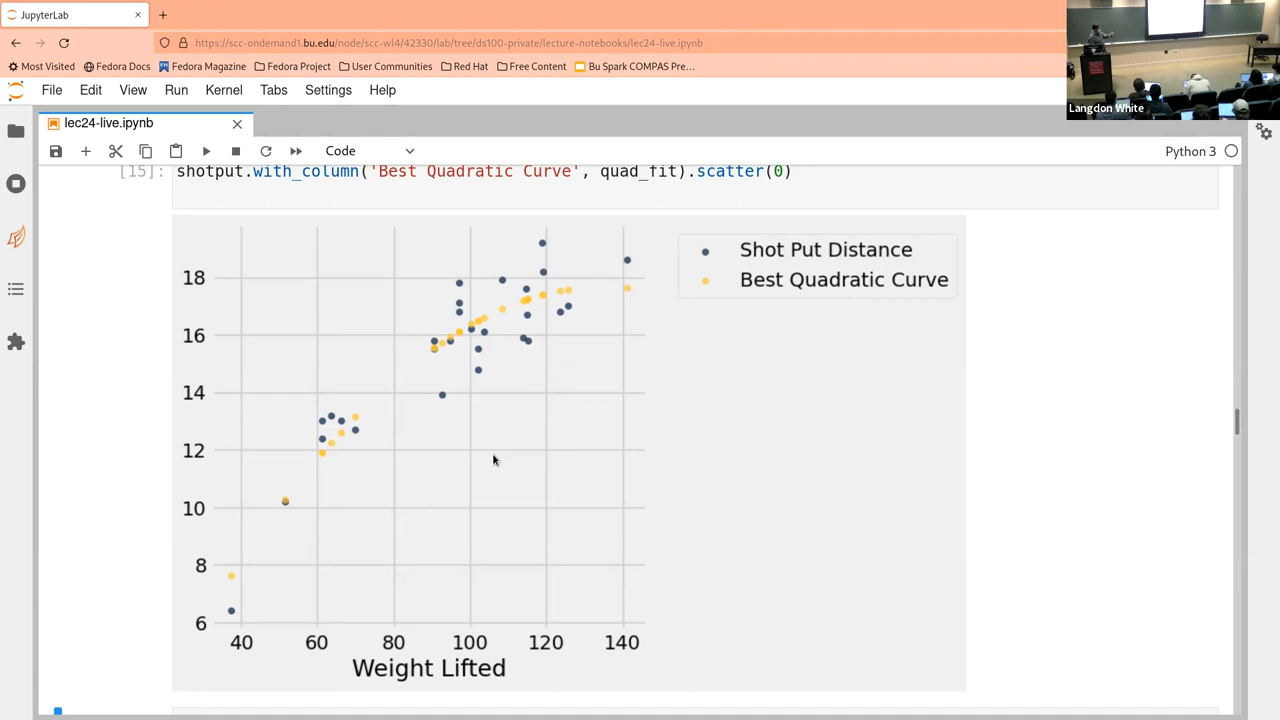 JupyterLab
https://scc-ondemand1.bu.edu/node/scc-wl4/42330/lab/tree/ds100-private/lecture-notebooks/lec24-live.ipynb
Most Visited Fedora Docs Fedora Magazine Fedora Project User Communities Red Hat Free Content Bu Spark COMPAS Pre…
Langdon White
File Edit View Run Kernel Tabs Settings Help
lec24-live.ipynb
Code
Python 3
[15]: shotput.with_column('Best Quadratic Curve', quad_fit).scatter(0)
Shot Put Distance
Best Quadratic Curve
18
16
14
12
10
8
6
40 60 80 100 120 140
Weight Lifted